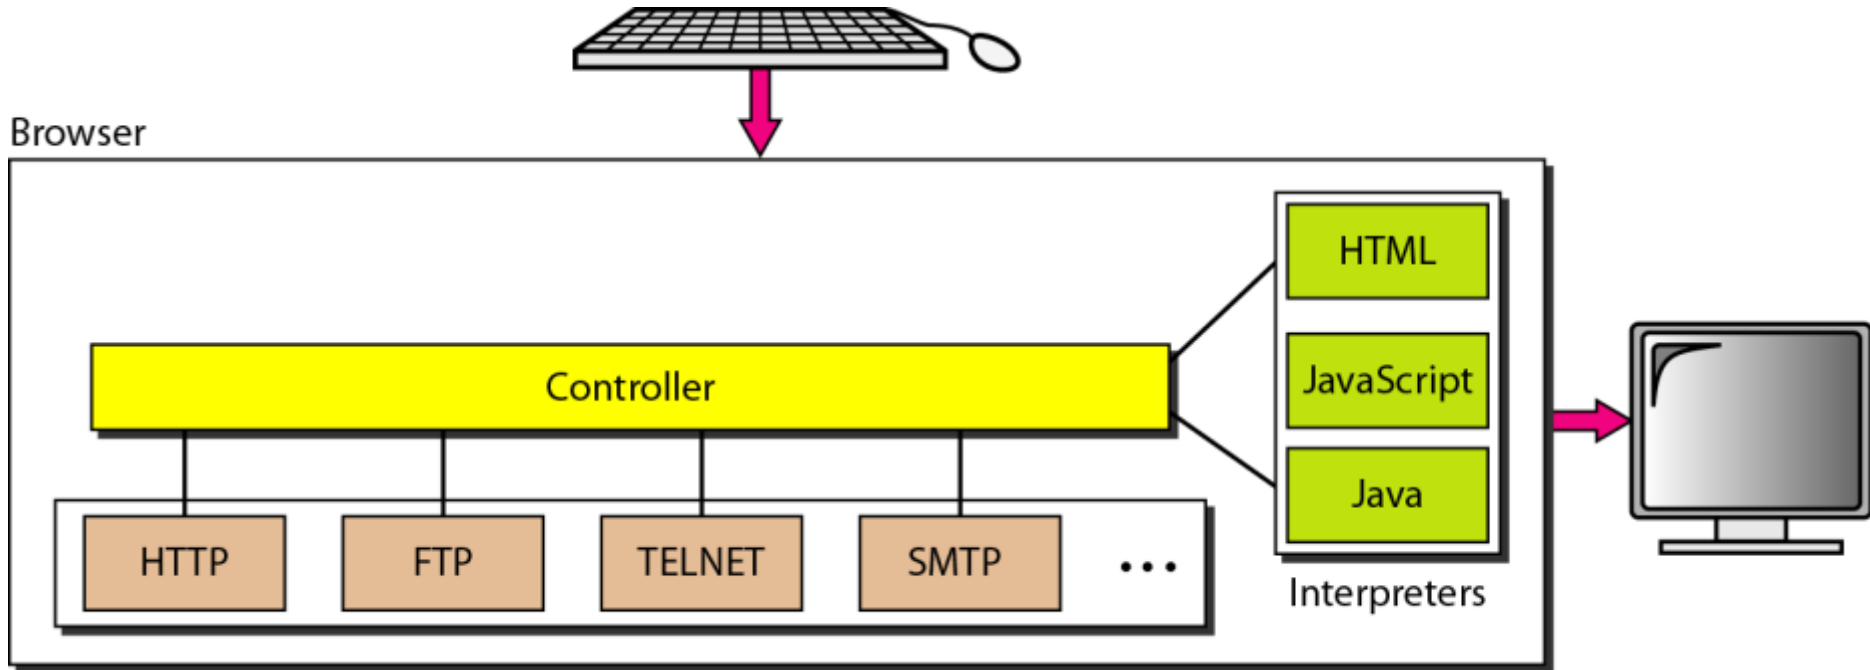 Browser
HTML
JavaScript
Controller
Java
HTTP
FTP
TELNET
SMTP
...
Interpreters